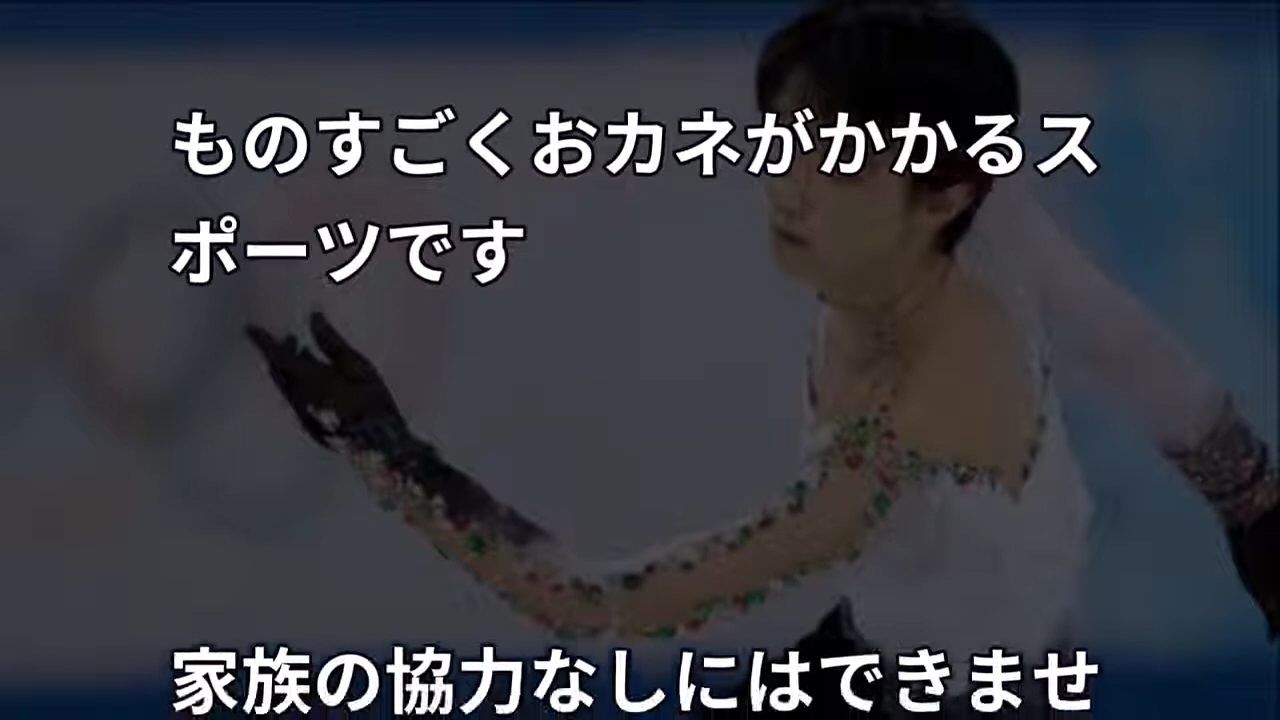 ものすごくおカネがかかるス
ポーツです
家族の協力なしにはできませ